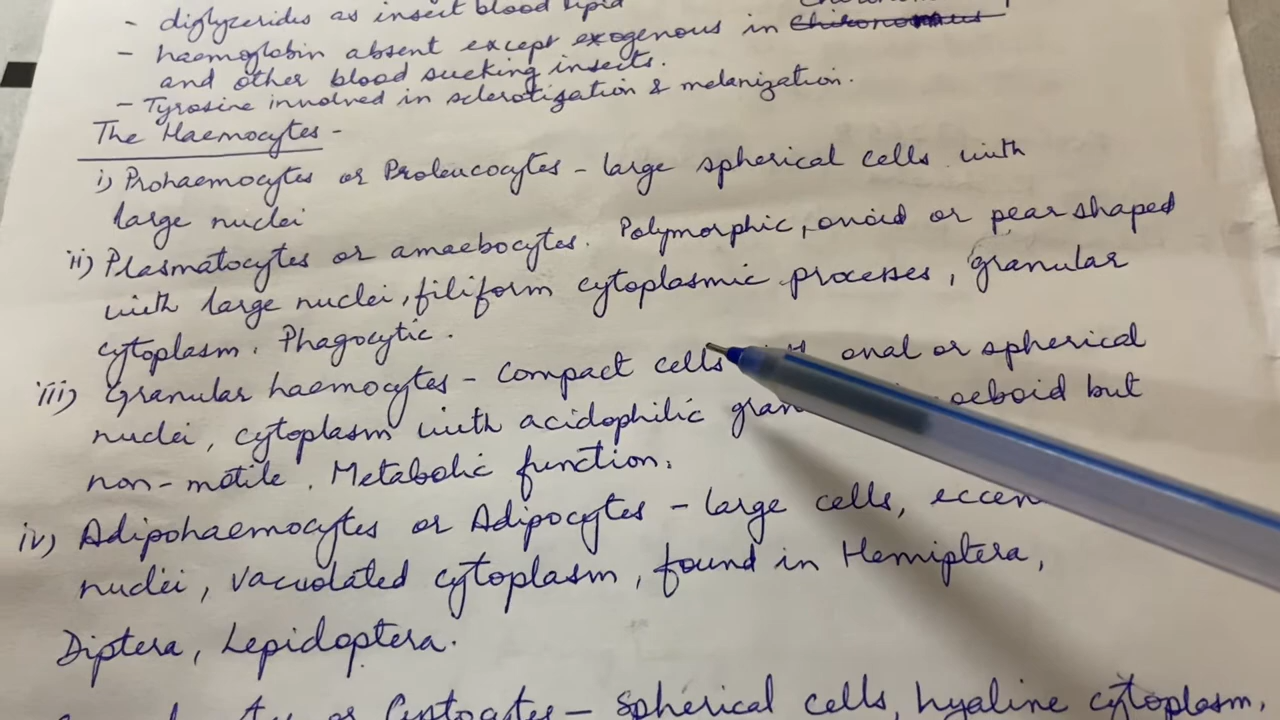 - diglycerides as insect blood lipid
- haemoglobin absent except exogenous in Chironomus
and other blood sucking insects.
- Tyrosine involved in sclerotization & melanization.
The Haemocytes -
i) Prohaemocytes or Proleucocytes - large spherical cells with
large nuclei
ii) Plasmatocytes or amaebocytes. Polymorphic, ovoid or pear shaped
with large nuclei, filiform cytoplasmic processes, granular
cytoplasm. Phagocytic.
iii) Granular haemocytes - Compact cells oval or spherical
nuclei, cytoplasm with acidophilic but
non-motile. Metabolic function.
iv) Adipohaemocytes or Adipocytes - large cells,
nuclei, vacuolated cytoplasm, found in Hemiptera,
Diptera, Lepidoptera.
or - Spherical cells, hyaline cytoplasm,